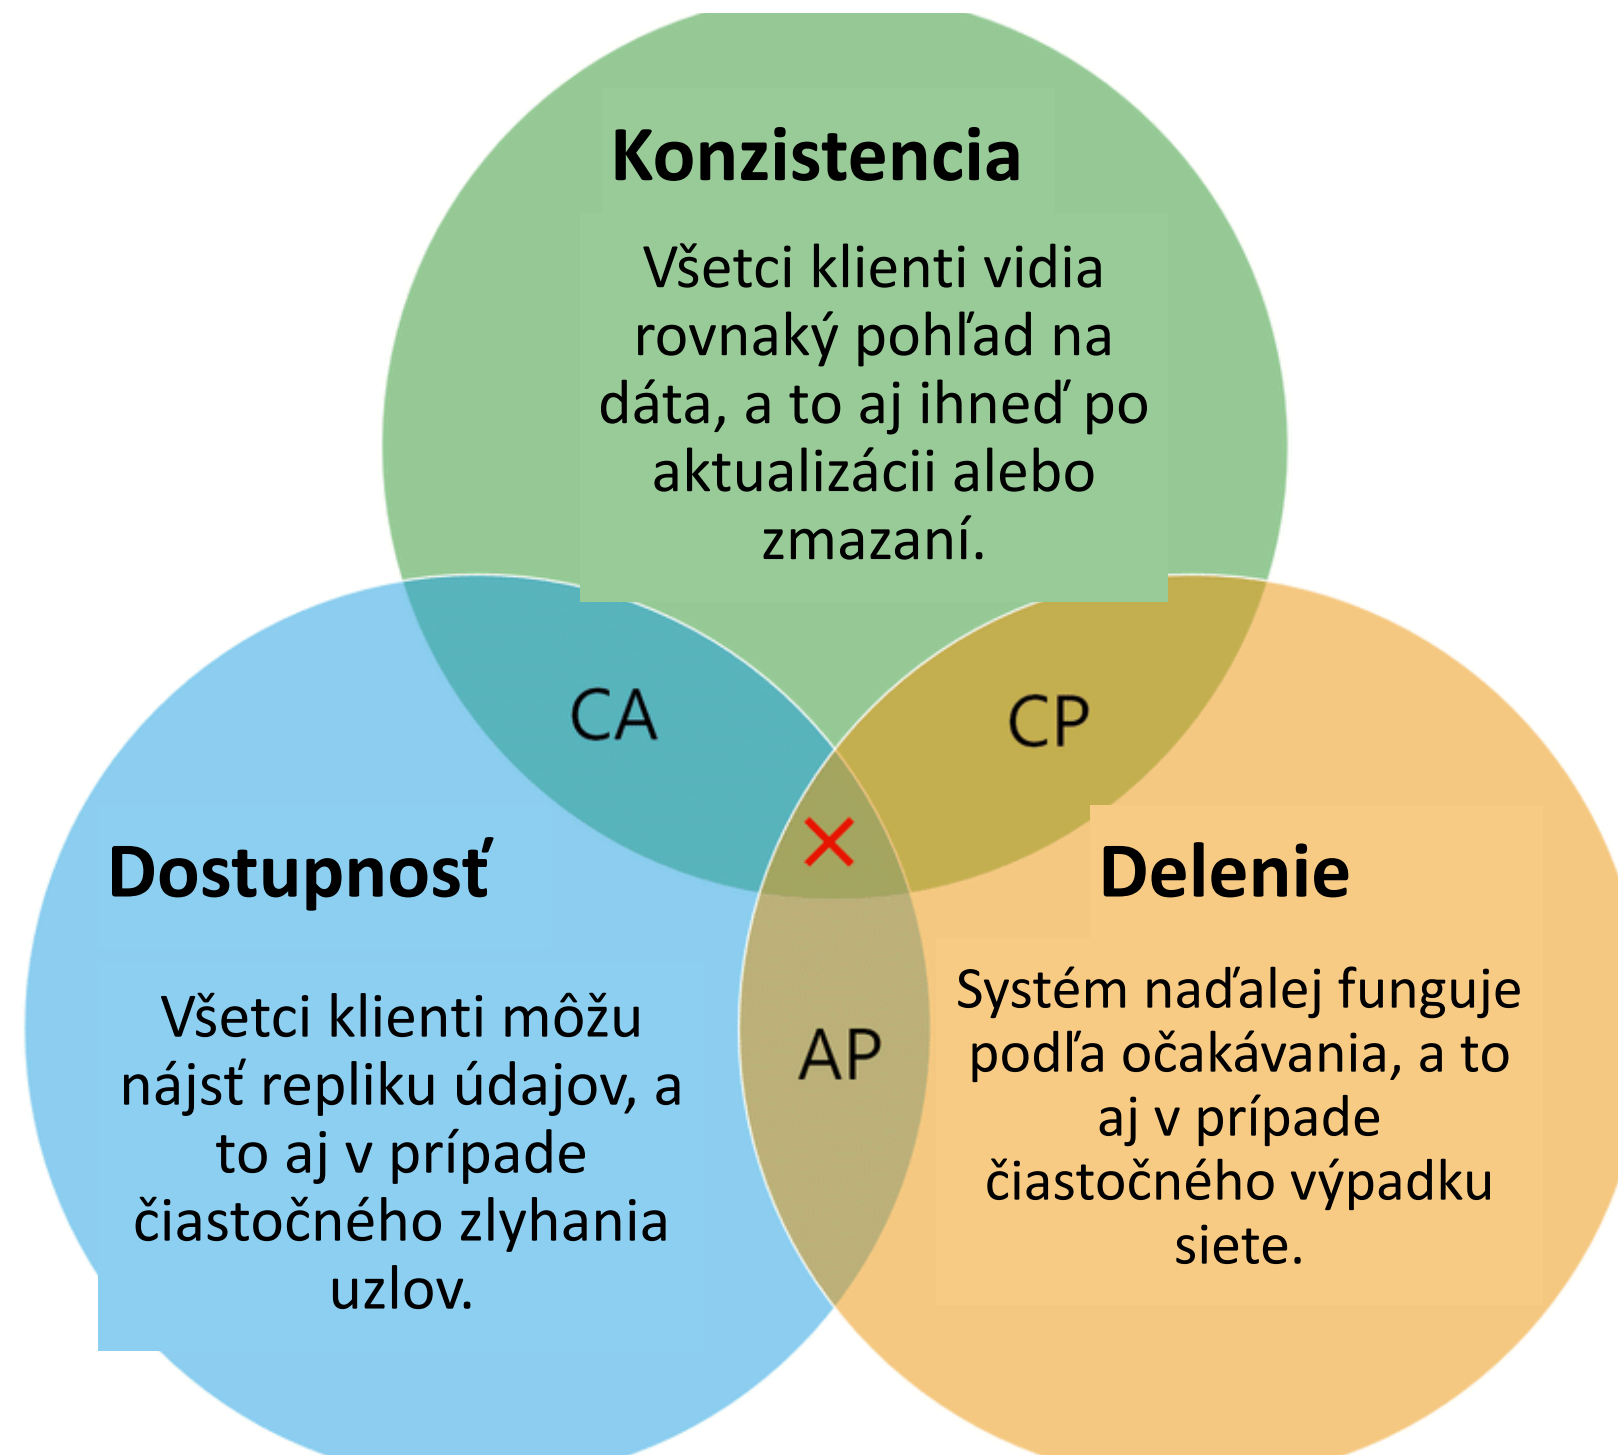 Konzistencia
Všetci klienti vidia
rovnaký pohľad na
dáta, a to aj ihneď po
aktualizácii alebo
zmazaní.
CA
CP
Dostupnosť
Všetci klienti môžu
nájsť repliku údajov, a
to aj v prípade
čiastočného zlyhania
uzlov.
AP
Delenie
Systém naďalej funguje
podľa očakávania, a to
aj v prípade
čiastočného výpadku
siete.